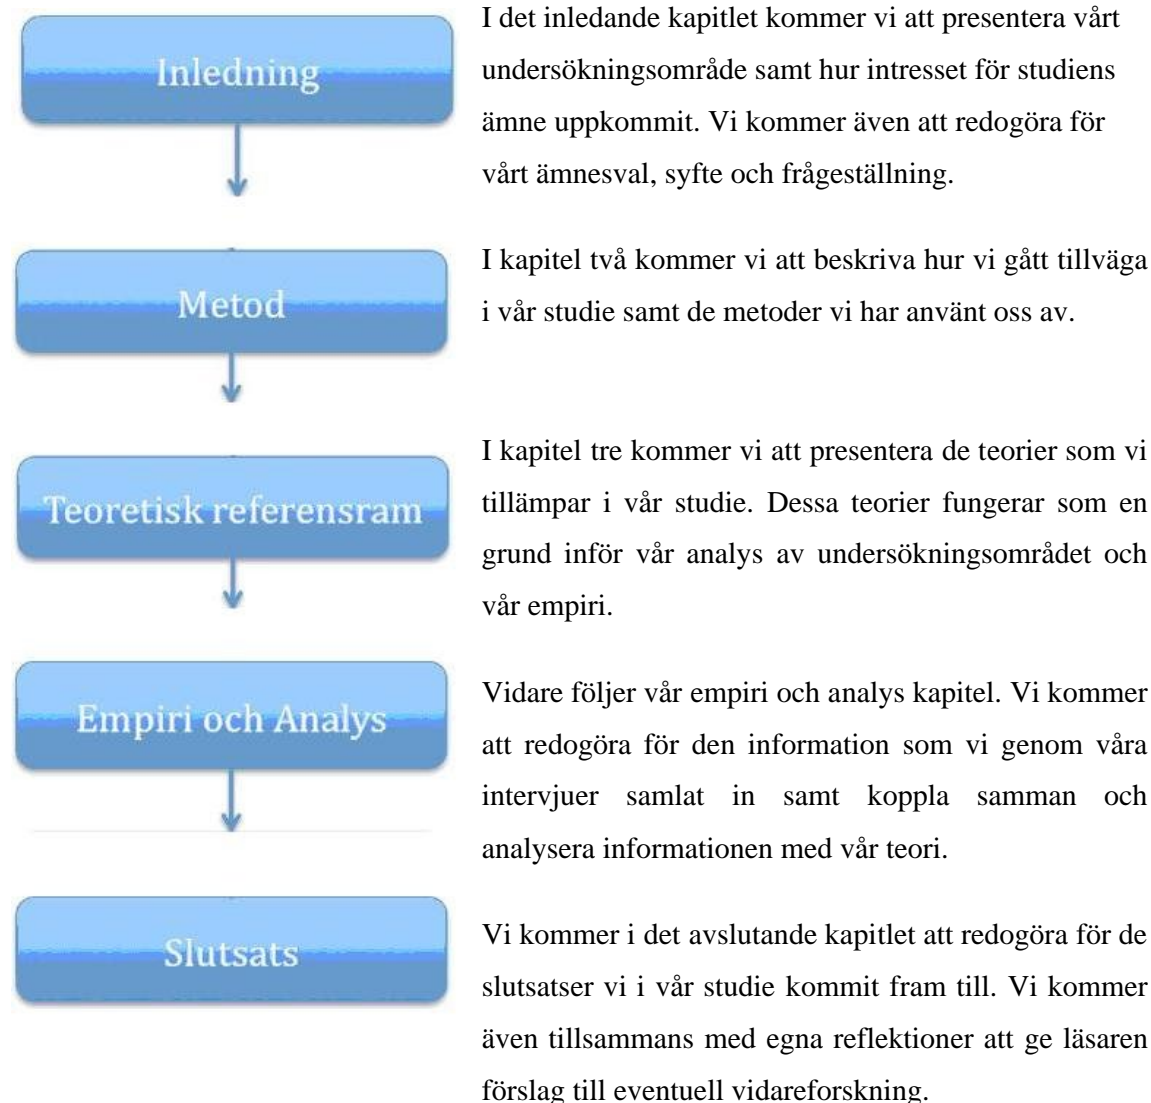 Inledning
I det inledande kapitlet kommer vi att presentera vårt
undersökningsområde samt hur intresset för studiens
ämne uppkommit. Vi kommer även att redogöra för
vårt ämnesval, syfte och frågeställning.
Metod
I kapitel två kommer vi att beskriva hur vi gått tillväga
i vår studie samt de metoder vi har använt oss av.
Teoretisk referensram
I kapitel tre kommer vi att presentera de teorier som vi
tillämpar i vår studie. Dessa teorier fungerar som en
grund inför vår analys av undersökningsområdet och
vår empiri.
Empiri och Analys
Vidare följer vår empiri och analys kapitel. Vi kommer
att redogöra för den information som vi genom våra
intervjuer samlat in samt koppla samman och
analysera informationen med vår teori.
Slutsats
Vi kommer i det avslutande kapitlet att redogöra för de
slutsatser vi i vår studie kommit fram till. Vi kommer
även tillsammans med egna reflektioner att ge läsaren
förslag till eventuell vidareforskning.